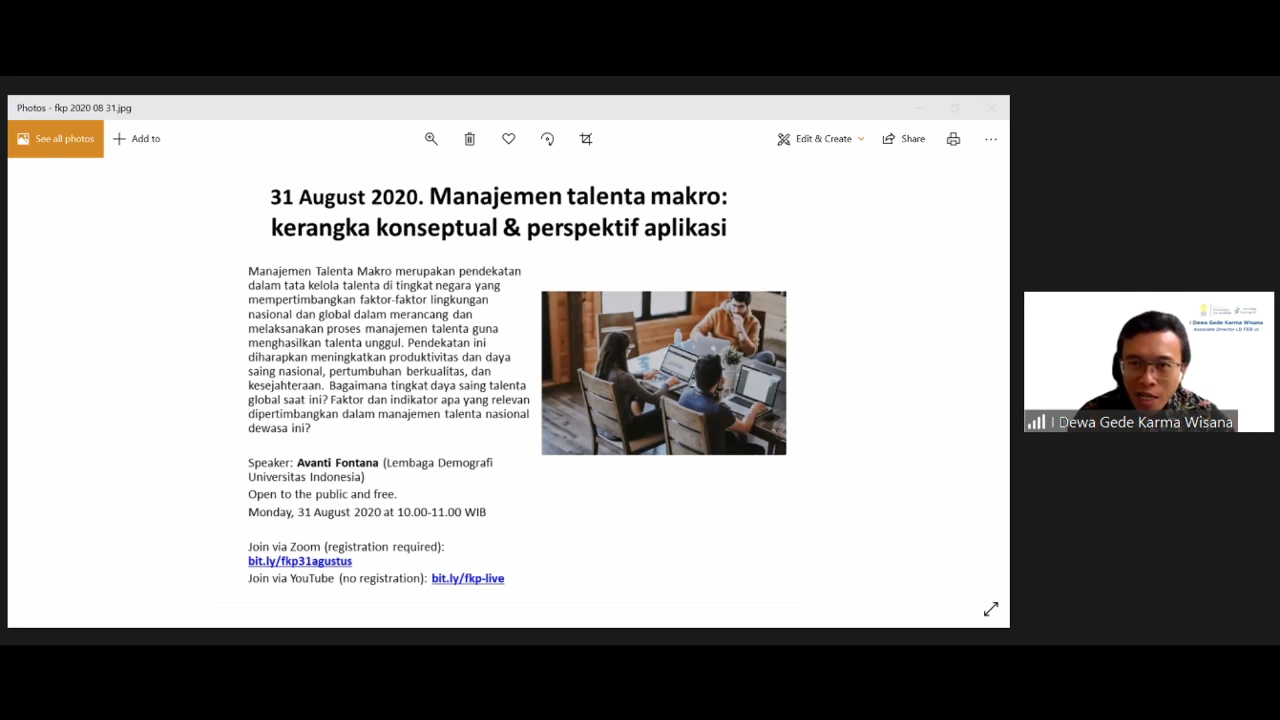 Photos - fkp 2020 08 31.jpg
See all photos
Add to
Edit & Create
Share
31 August 2020. Manajemen talenta makro:
kerangka konseptual & perspektif aplikasi
Manajemen Talenta Makro merupakan pendekatan
dalam tata kelola talenta di tingkat negara yang
mempertimbangkan faktor-faktor lingkungan
nasional dan global dalam merancang dan
melaksanakan proses manajemen talenta guna
menghasilkan talenta unggul. Pendekatan ini
diharapkan meningkatkan produktivitas dan daya
saing nasional, pertumbuhan berkualitas, dan
kesejahteraan. Bagaimana tingkat daya saing talenta
global saat ini? Faktor dan indikator apa yang relevan
dipertimbangkan dalam manajemen talenta nasional
dewasa ini?
Speaker: Avanti Fontana (Lembaga Demografi
Universitas Indonesia)
Open to the public and free.
Monday, 31 August 2020 at 10.00-11.00 WIB
Join via Zoom (registration required):
bit.ly/fkp31agustus
Join via YouTube (no registration): bit.ly/fkp-live
I Dewa Gede Karma Wisana
Associate Director LD FEB UI
I Dewa Gede Karma Wisana